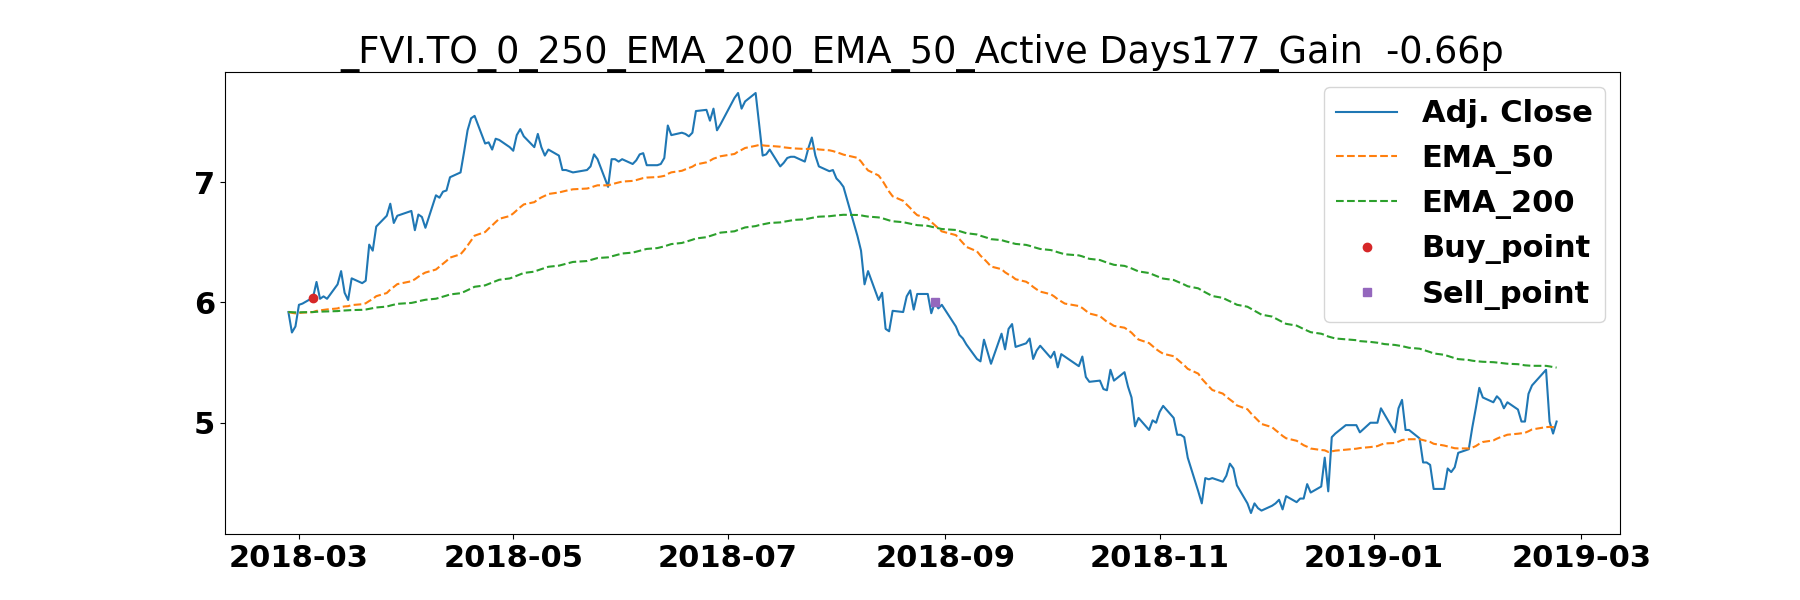 _FVI.TO_0_250_EMA_200_EMA_50_Active Days177_Gain  -0.66p
Adj. Close
EMA_50
EMA_200
Buy_point
Sell_point
7
6
5
2018-03 2018-05 2018-07 2018-09 2018-11 2019-01 2019-03